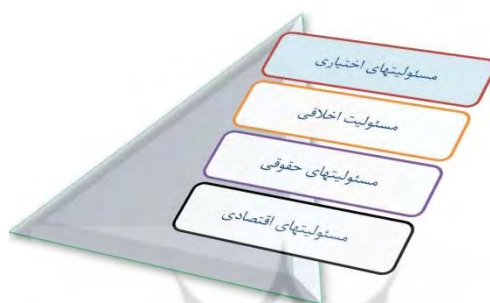 مسئولیتهای اختیاری
مسئولیت اخلاقی
مسئولیتهای حقوقی
مسئولیتهای اقتصادی